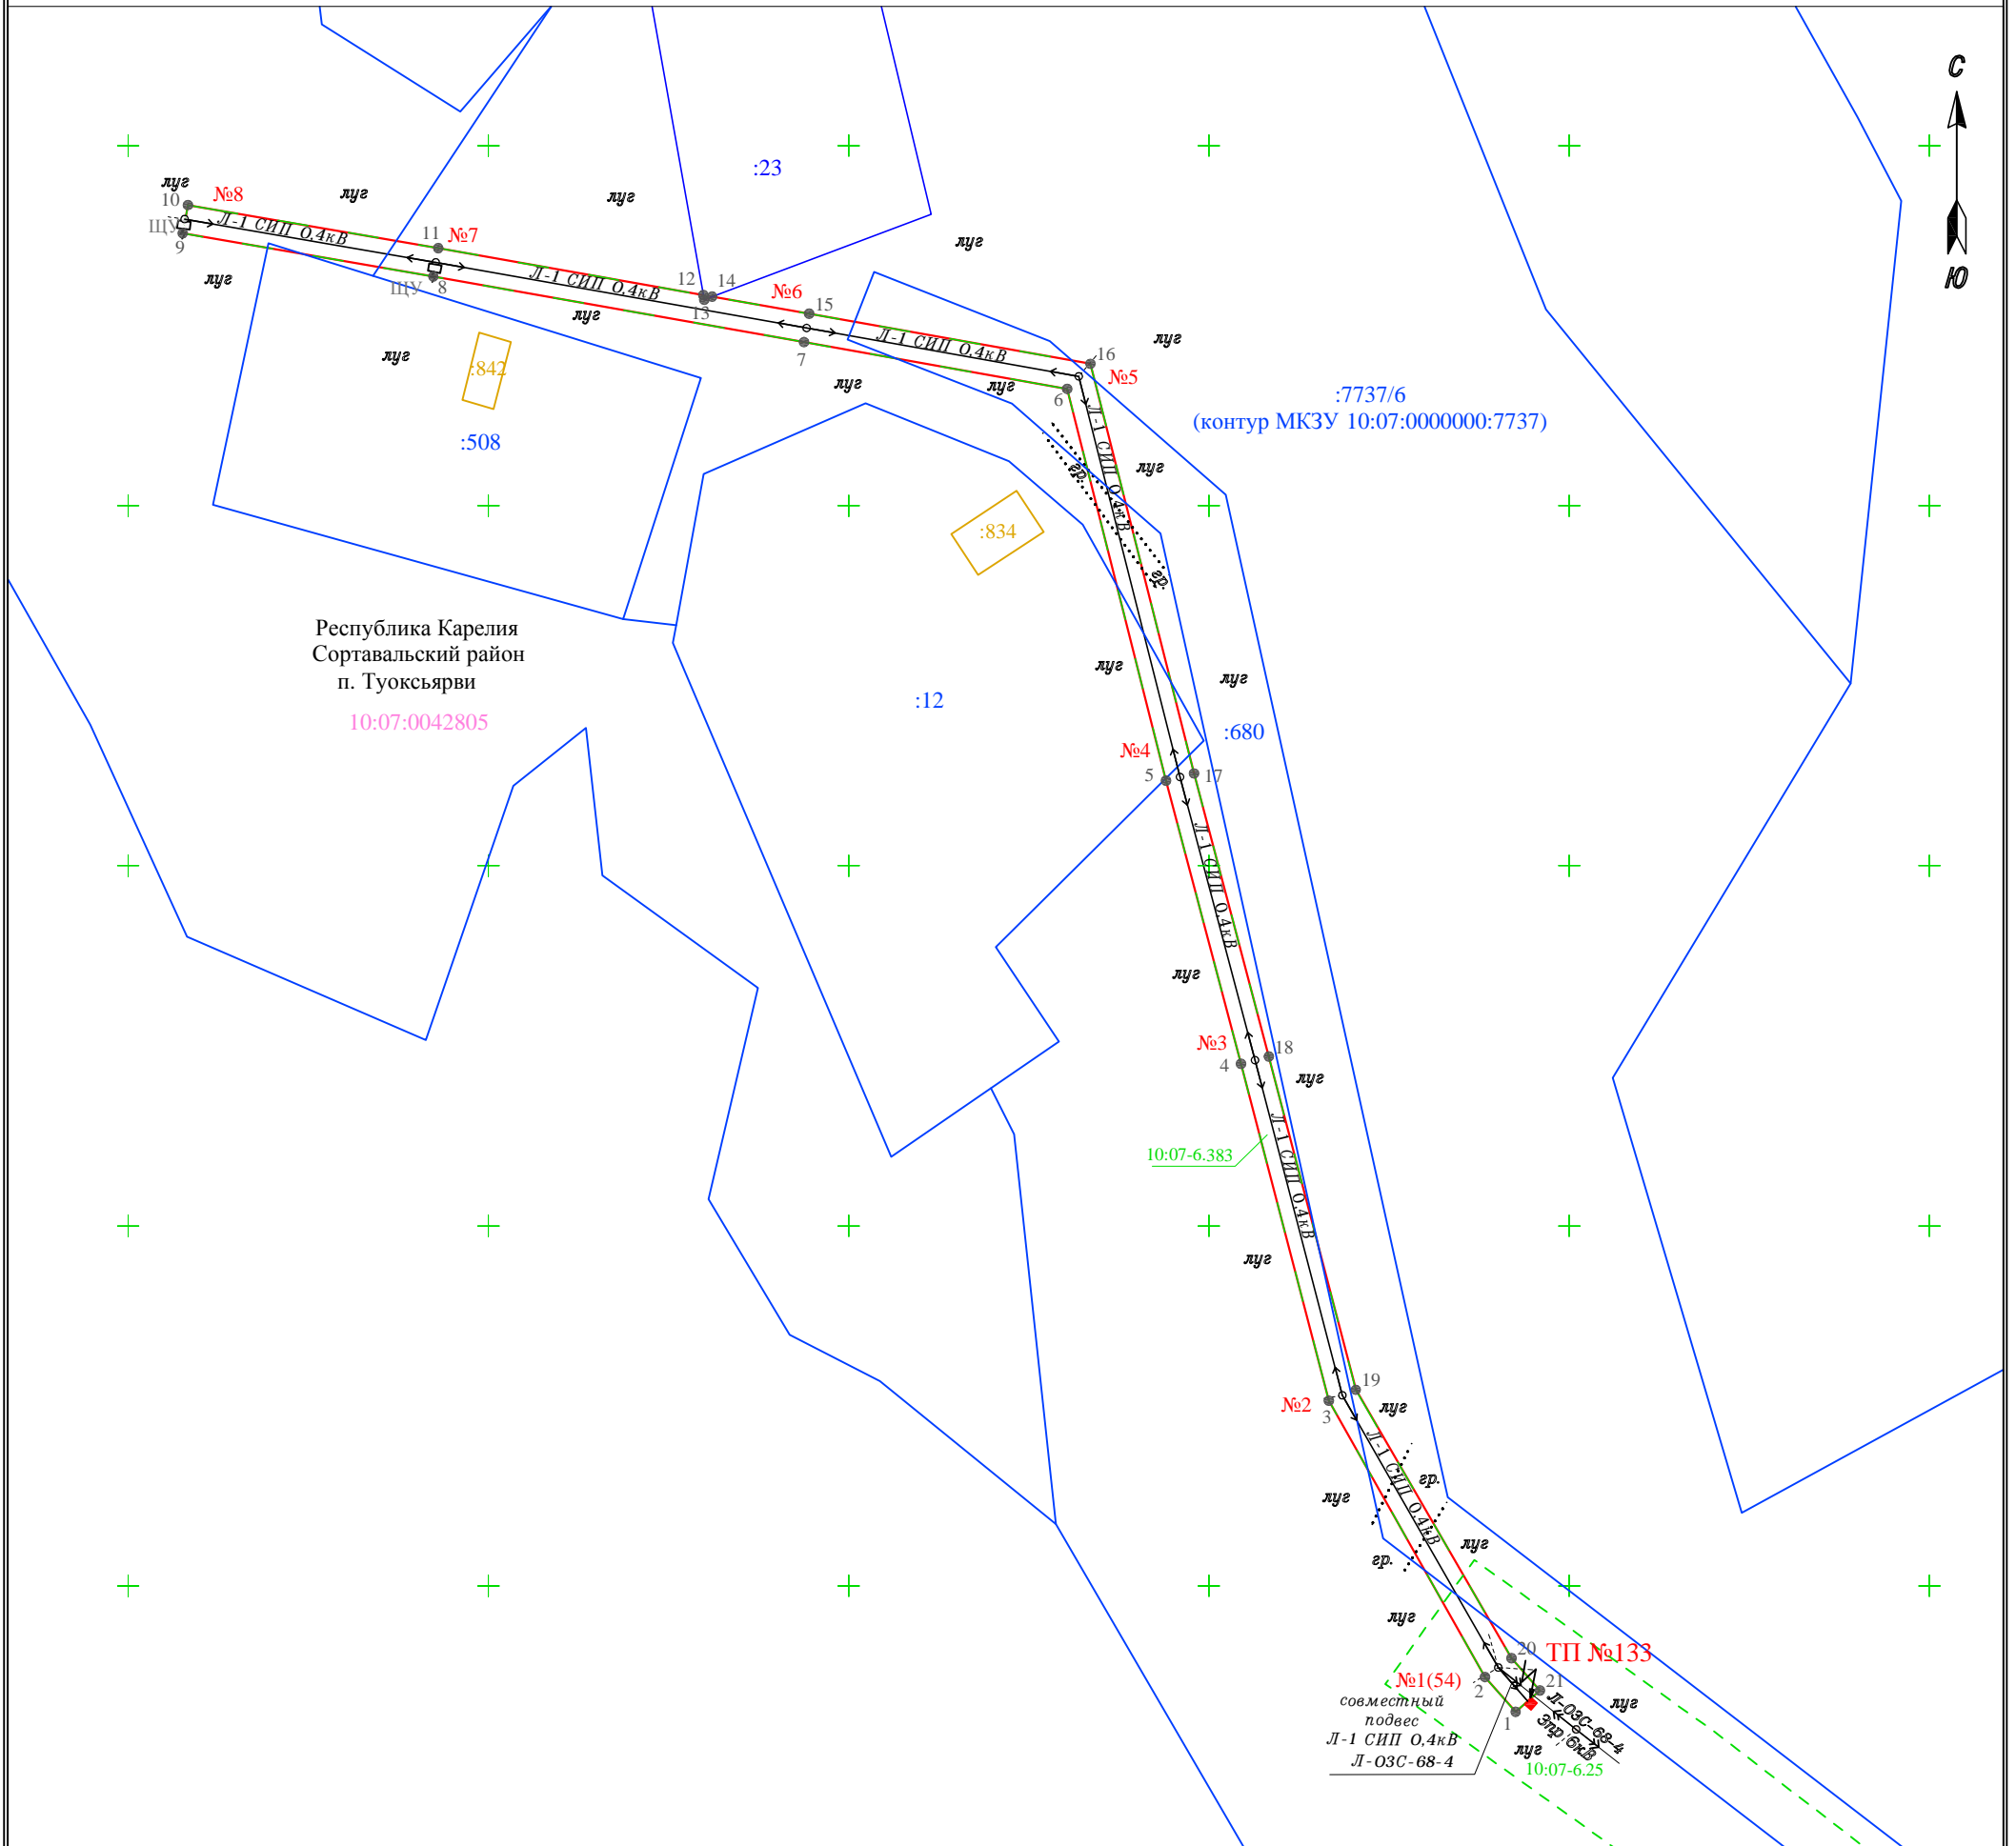 С
Ю
:23
луг
луг
луг
10
№8
ЩУ
Л-1 СИП 0,4кВ
9
луг
11
№7
ЩУ
8
Л-1 СИП 0,4кВ
луг
12
14
13
№6
15
7
луг
Л-1 СИП 0,4кВ
луг
16
№5
6
луг
луг
луг
:842
:508
:7737/6
(контур МКЗУ 10:07:0000000:7737)
Л-1 СИП 0,4кВ
гр.
луг
гр.
:834
Республика Карелия
Сортавальский район
п. Туоксьярви
10:07:0042805
:12
луг
луг
:680
№4
5
17
Л-1 СИП 0,4кВ
луг
№3
4
18
луг
10:07-6.383
Л-1 СИП 0,4кВ
луг
№2
3
19
луг
Л-1 СИП 0,4кВ
гр.
луг
гр.
луг
луг
20
ТП №133
№1(54)
2
21
1
луг
совместный
подвес
Л-1 СИП 0,4кВ
Л-ОЗС-68-4
Л-ОЗС-68-4
3пр.6кВ
луг
10:07-6.25